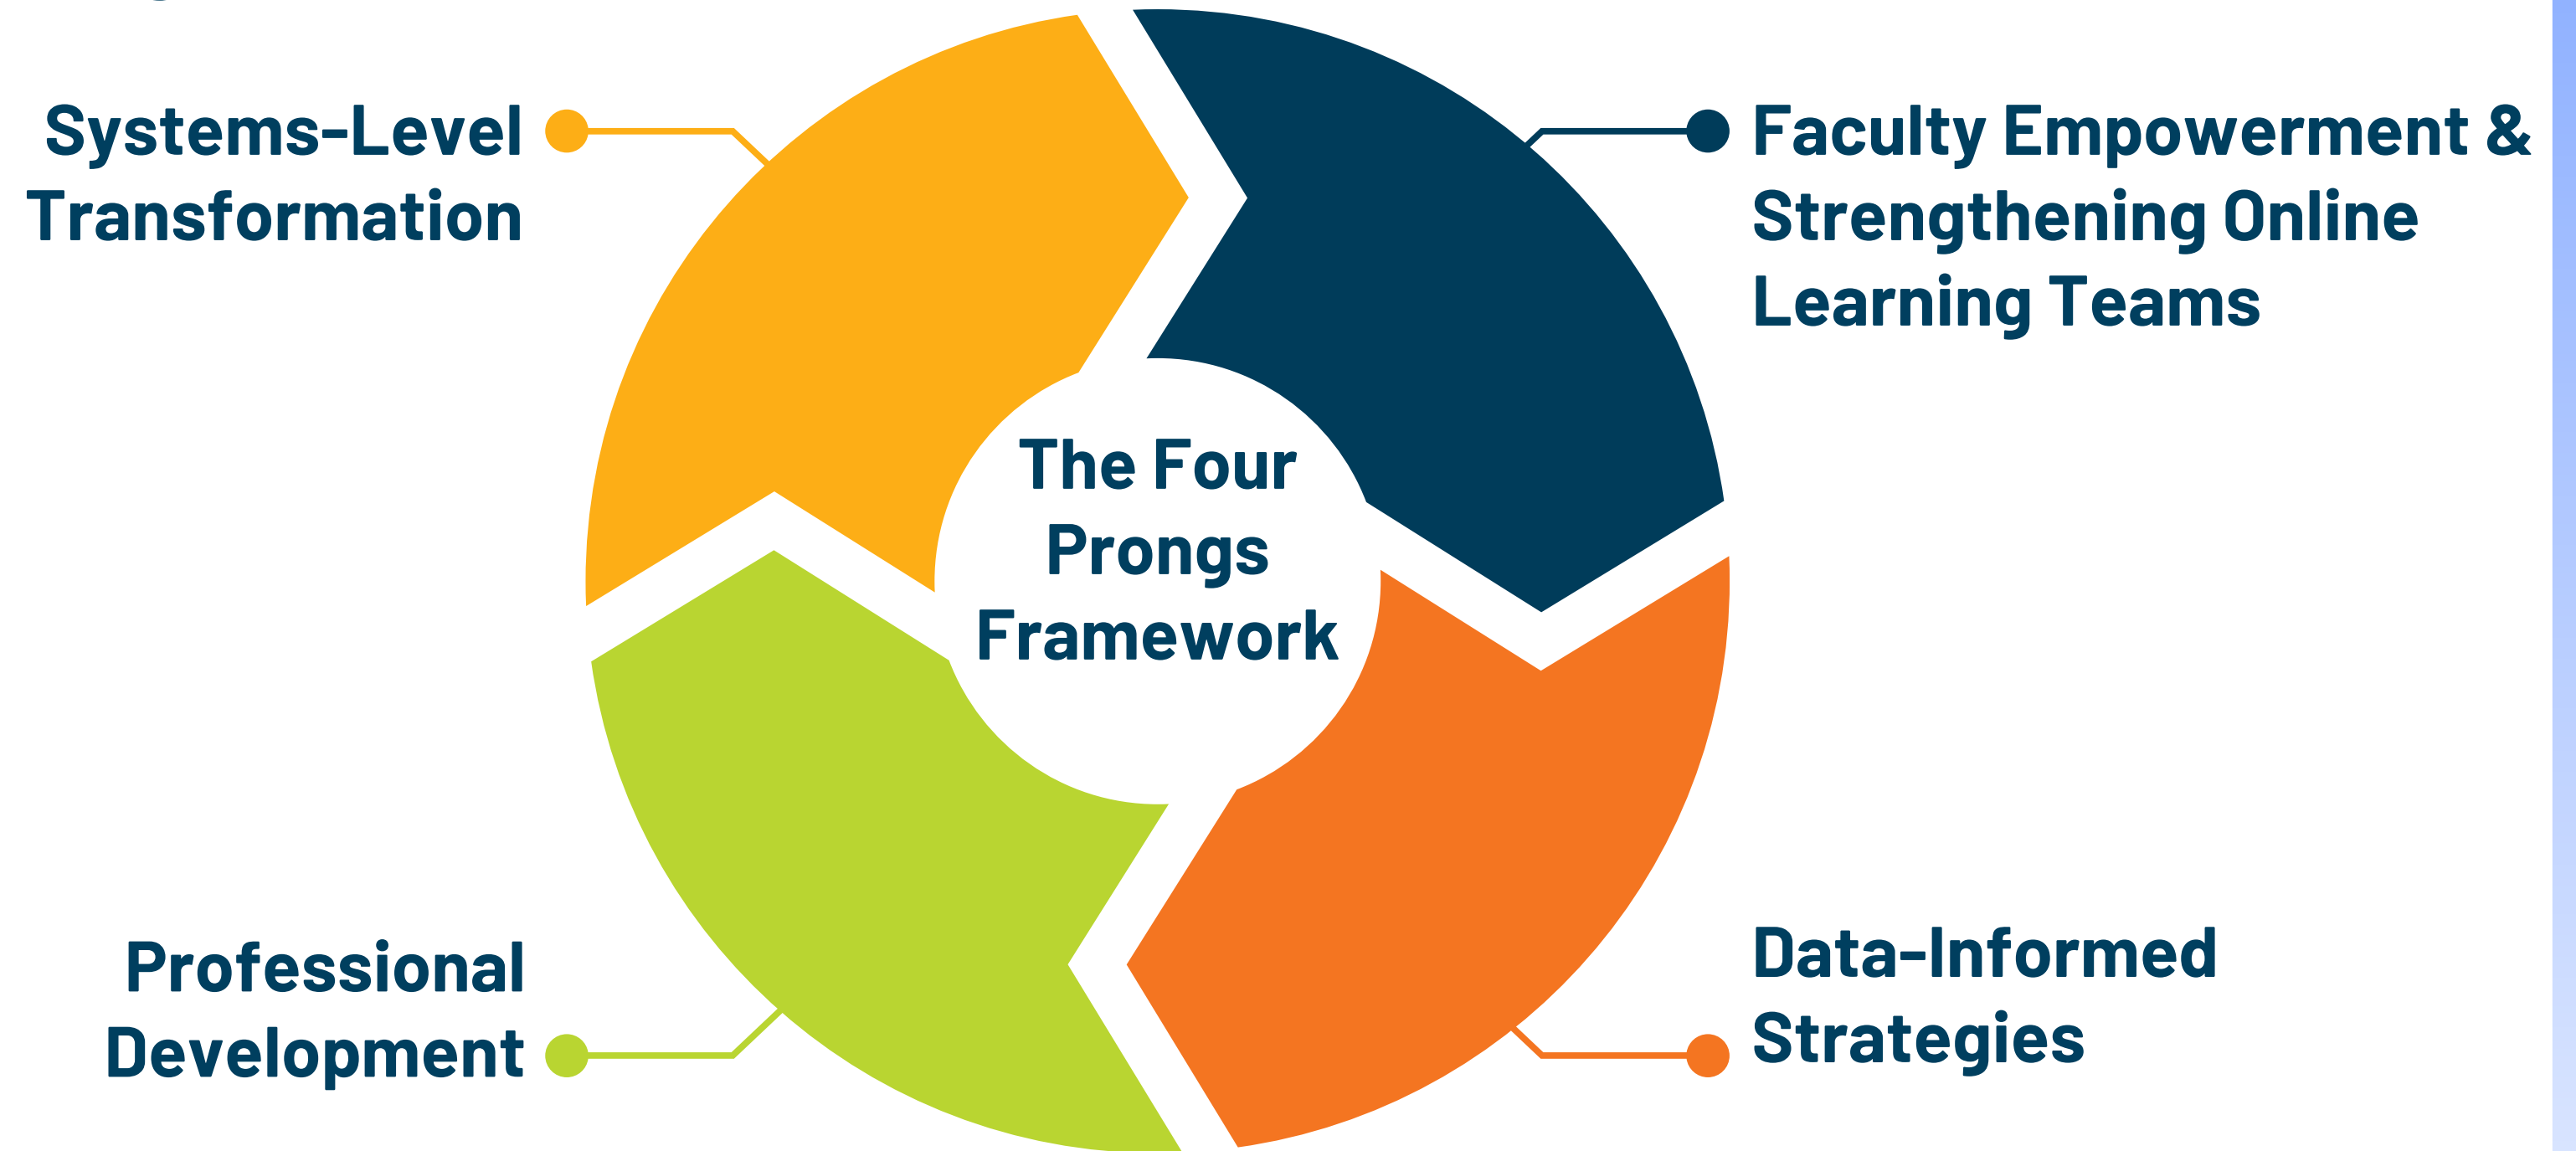 Systems-Level
Transformation
Faculty Empowerment &
Strengthening Online
Learning Teams
The Four
Prongs
Framework
Professional
Development
Data-Informed
Strategies